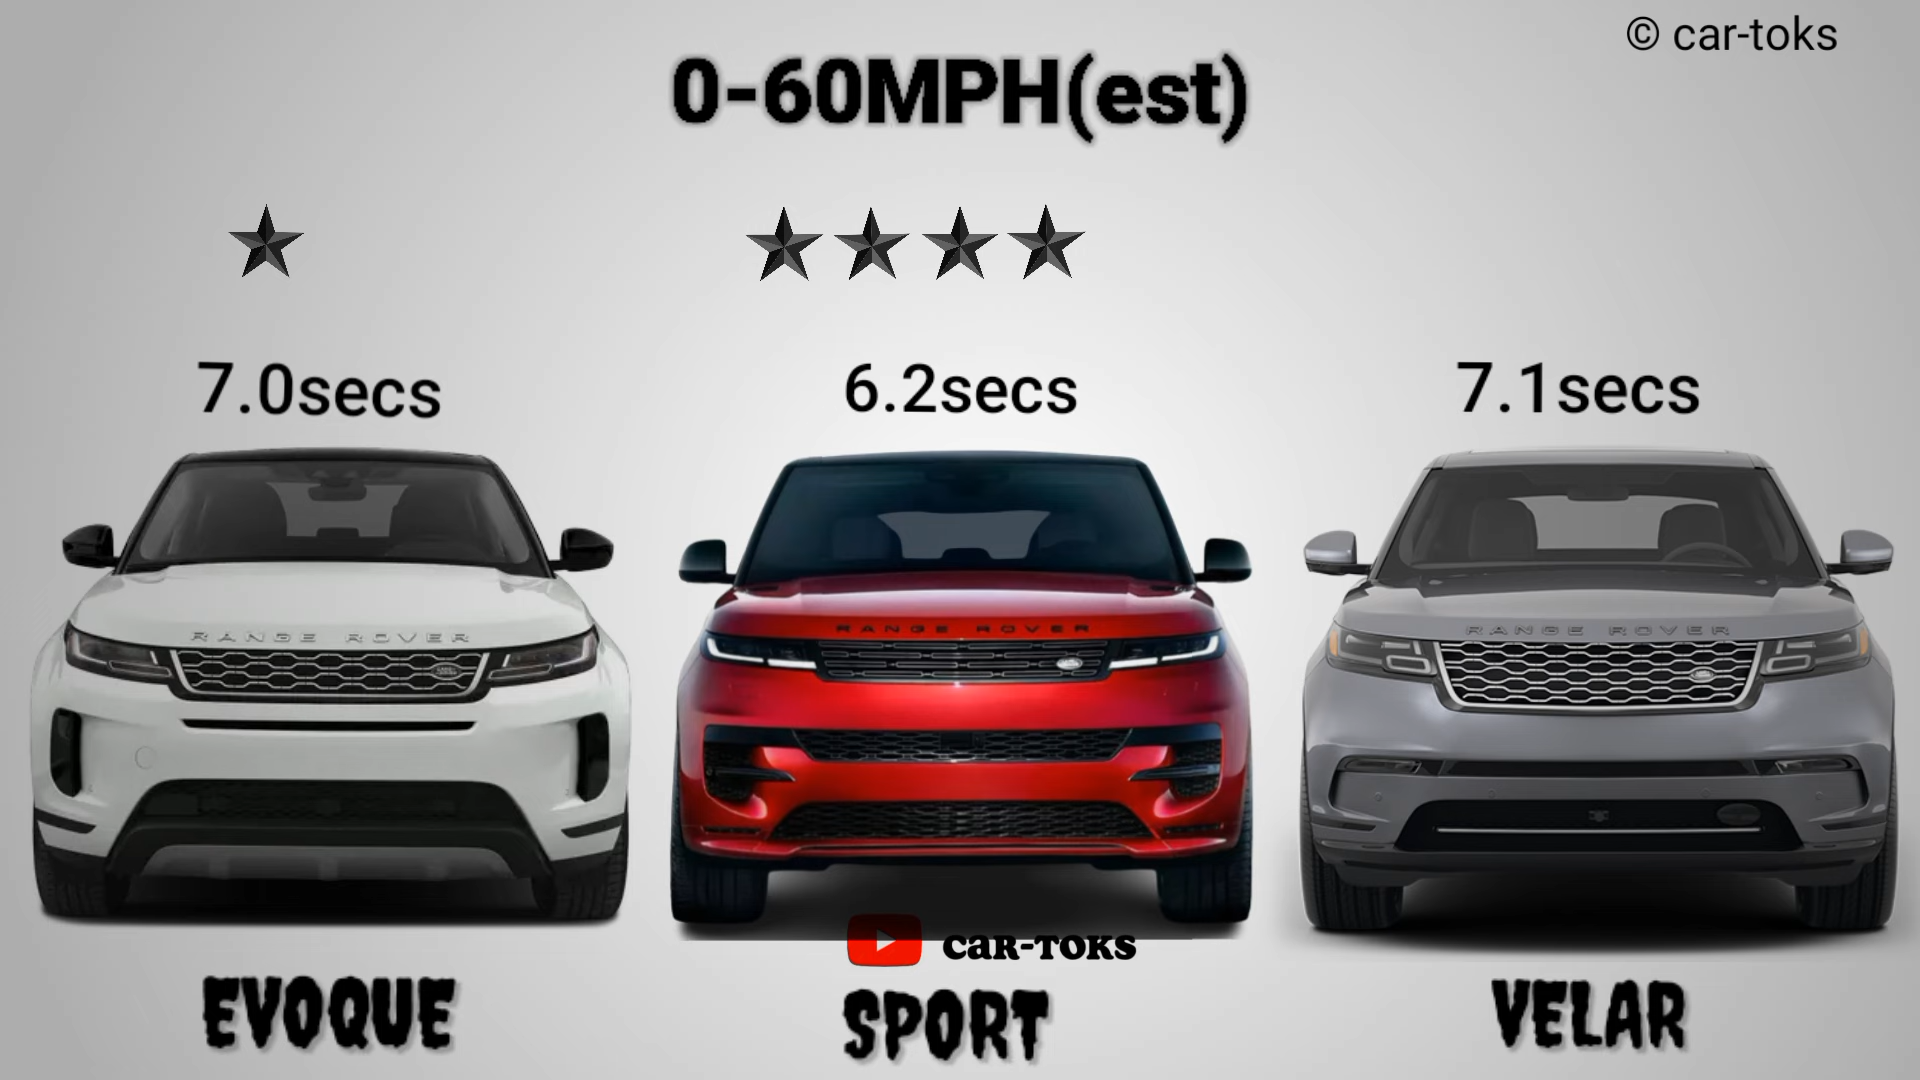 © car-toks
0-60MPH(est)
7.0secs
6.2secs
7.1secs
RANGE ROVER
RANGE ROVER
RANGE ROVER
CAR-TOKS
EVOQUE
SPORT
VELAR